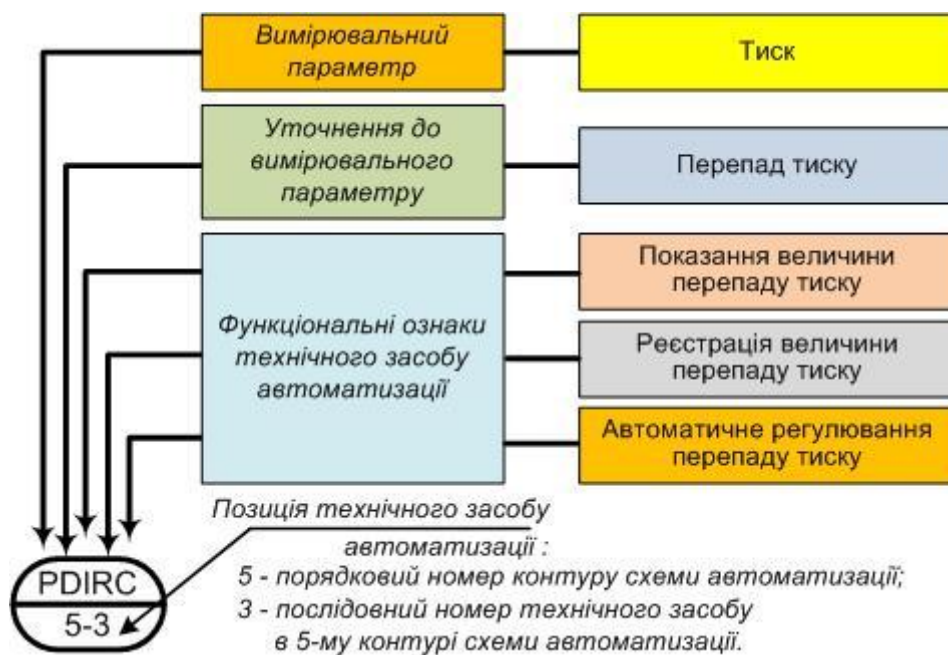 Вимірювальний
параметр
Тиск
Уточнення до
вимірювального
параметру
Перепад тиску
Функціональні ознаки
технічного засобу
автоматизації
Показання величини
перепаду тиску
Реєстрація величини
перепаду тиску
Автоматичне регулювання
перепаду тиску
Позиція технічного засобу
автоматизації :
5 - порядковий номер контуру схеми автоматизації;
3 - послідовний номер технічного засобу
в 5-му контурі схеми автоматизації.
PDIRC
5-3